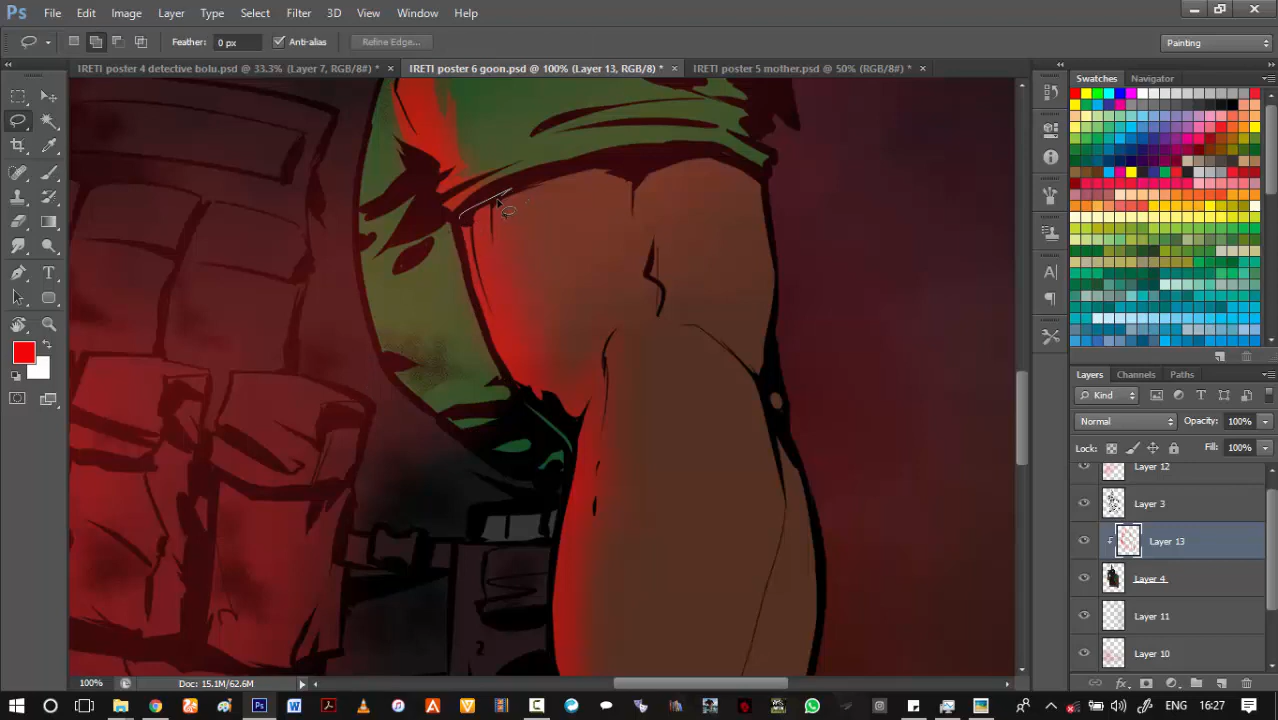 Ps File Edit Image Layer Type Select Filter 3D View Window Help
Feather: 0 px Anti-alias Refine Edge... Painting
IRETI poster 4 detective bolu.psd @ 33.3% (Layer 7, RGB/8#) * × IRETI poster 6 goon.psd @ 100% (Layer 13, RGB/8) * × IRETI poster 5 mother.psd @ 50% (RGB/8#) * ×
Swatches Navigator
Layers Channels Paths
Kind
Normal Opacity: 100%
Lock: Fill: 100%
Layer 12
Layer 3
Layer 13
Layer 4
Layer 11
Layer 10
100% Doc: 15.1M/62.6M
ENG 16:27